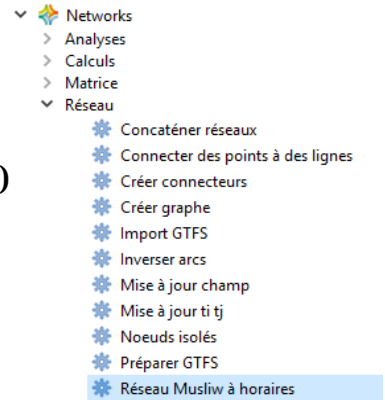 Networks
Analyses
Calculs
Matrice
Réseau
)
Concaténer réseaux
Connecter des points à des lignes
Créer connecteurs
Créer graphe
Import GTFS
Inverser arcs
Mise à jour champ
Mise à jour ti tj
Noeuds isolés
Préparer GTFS
Réseau Musliw à horaires